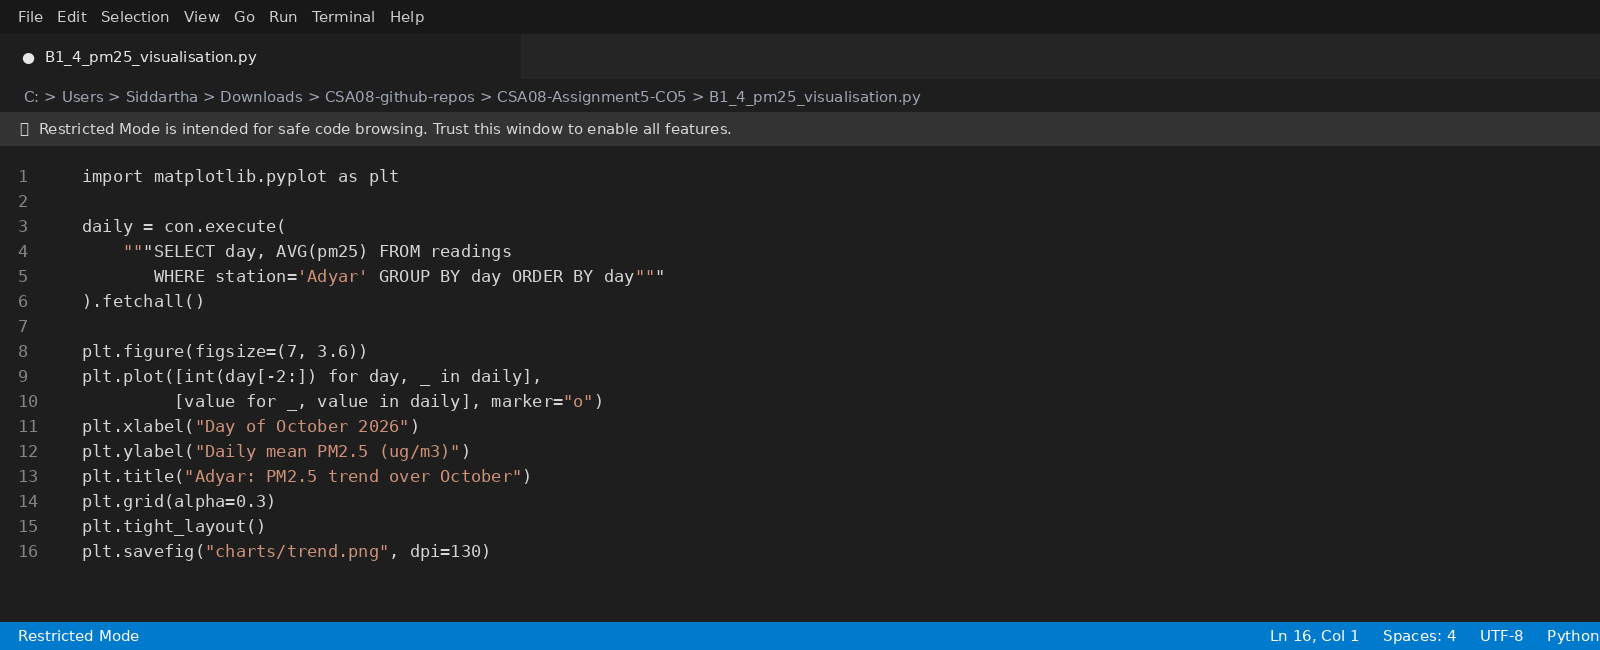 File Edit Selection View Go Run Terminal Help
● B1_4_pm25_visualisation.py
C: > Users > Siddartha > Downloads > CSA08-github-repos > CSA08-Assignment5-CO5 > B1_4_pm25_visualisation.py
Restricted Mode is intended for safe code browsing. Trust this window to enable all features.
1 import matplotlib.pyplot as plt
2
3 daily = con.execute(
4     """SELECT day, AVG(pm25) FROM readings
5        WHERE station='Adyar' GROUP BY day ORDER BY day"""
6 ).fetchall()
7
8 plt.figure(figsize=(7, 3.6))
9 plt.plot([int(day[-2:]) for day, _ in daily],
10          [value for _, value in daily], marker="o")
11 plt.xlabel("Day of October 2026")
12 plt.ylabel("Daily mean PM2.5 (ug/m3)")
13 plt.title("Adyar: PM2.5 trend over October")
14 plt.grid(alpha=0.3)
15 plt.tight_layout()
16 plt.savefig("charts/trend.png", dpi=130)
Restricted Mode Ln 16, Col 1 Spaces: 4 UTF-8 Python